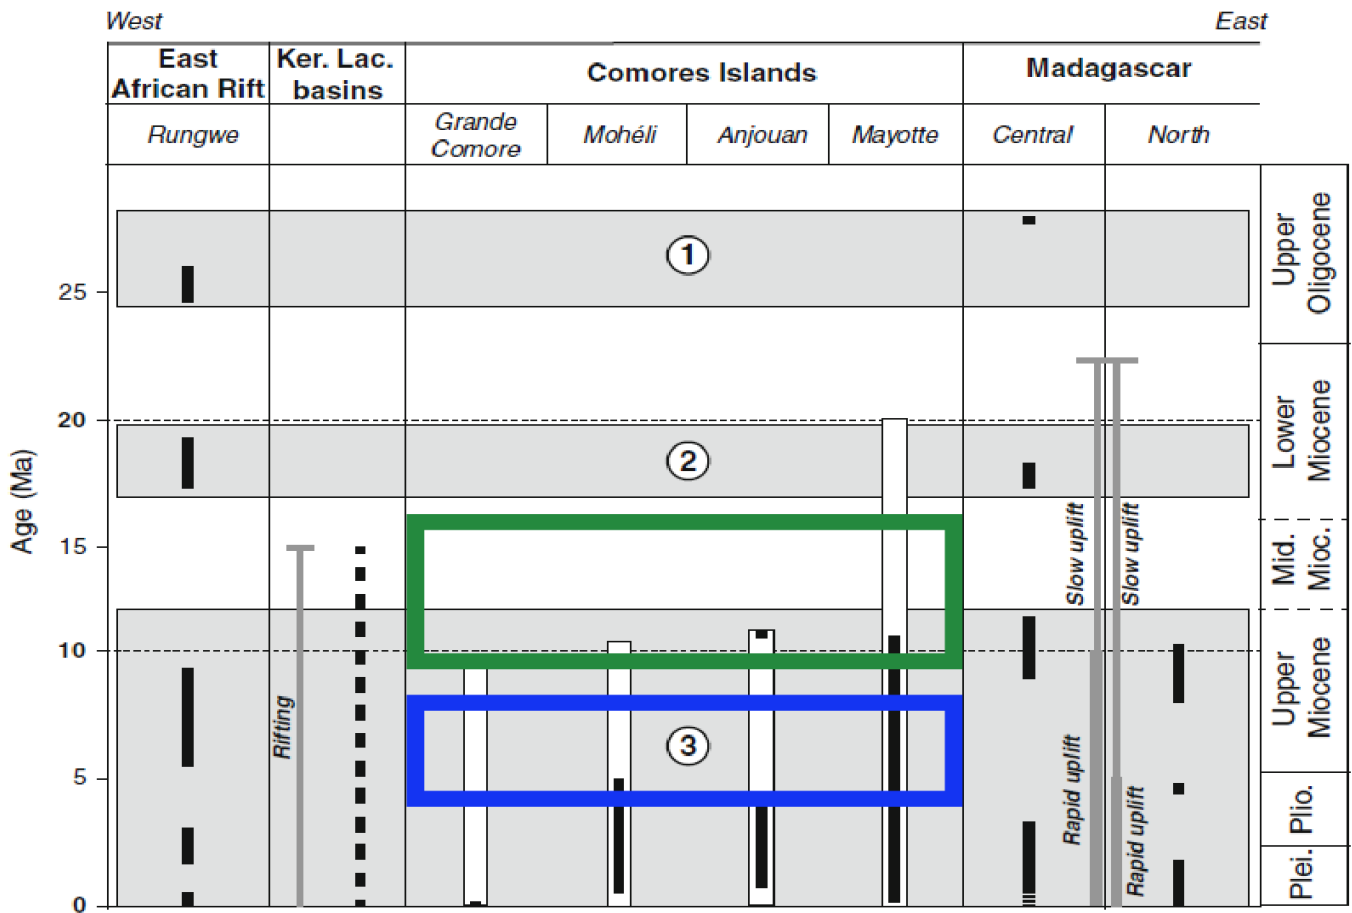 West
East
East
African Rift
Ker. Lac.
basins
Comores Islands
Madagascar
Rungwe
Grande
Comore
Mohéli
Anjouan
Mayotte
Central
North
Age (Ma)
25
20
15
10
5
0
1
2
3
Rifting
Slow uplift
Slow uplift
Rapid uplift
Rapid uplift
Upper
Oligocene
Lower
Miocene
Mid.
Mioc.
Upper
Miocene
Plio.
Plei.